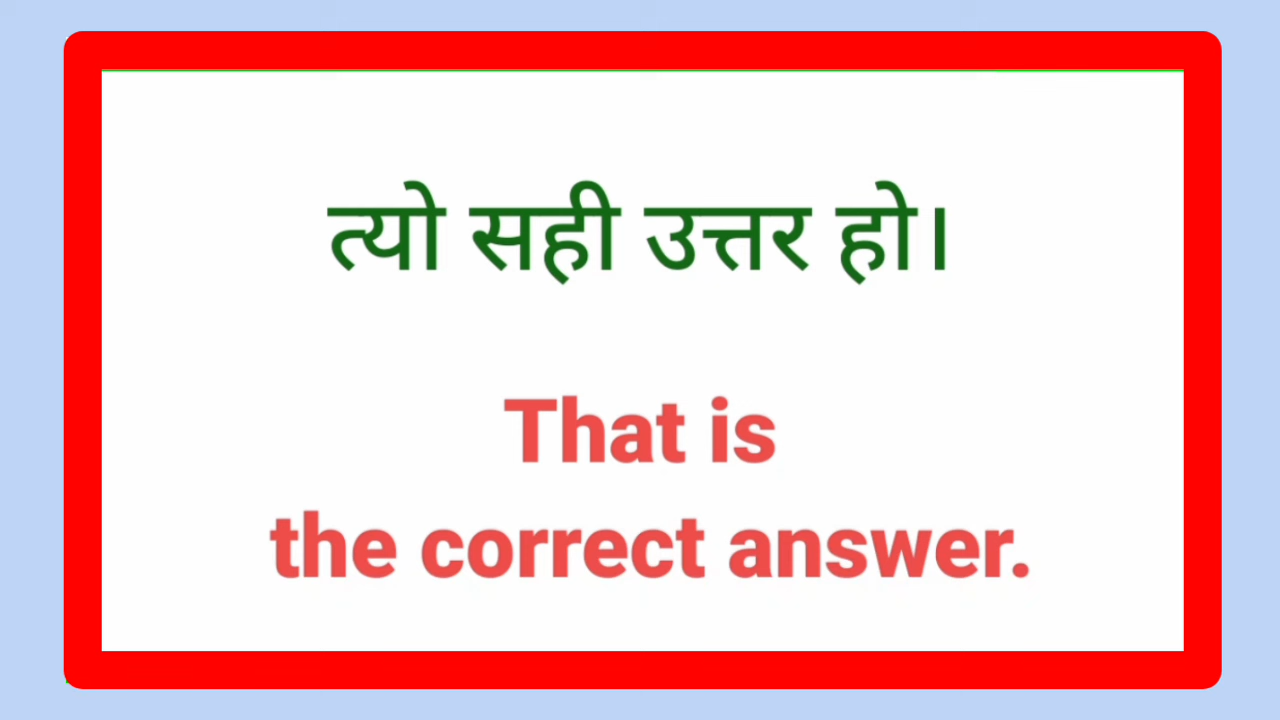 त्यो सही उत्तर हो।
That is
the correct answer.